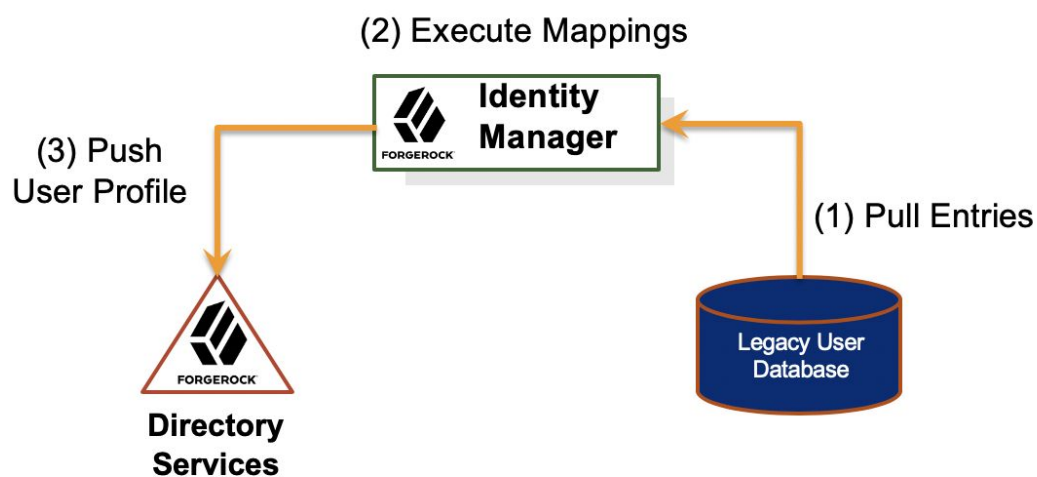 (2) Execute Mappings
Identity
Manager
FORGEROCK
(3) Push
User Profile
(1) Pull Entries
Legacy User
Database
FORGEROCK
Directory
Services